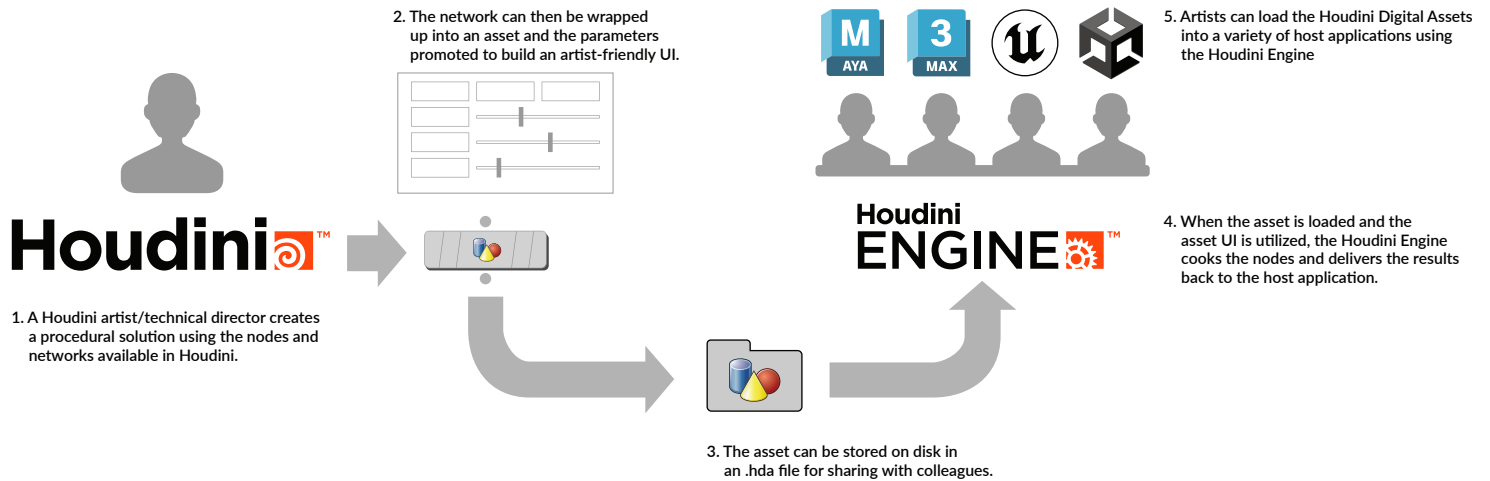 2. The network can then be wrapped
up into an asset and the parameters
promoted to build an artist-friendly UI.
M
AYA
3
MAX
5. Artists can load the Houdini Digital Assets
into a variety of host applications using
the Houdini Engine
Houdini™
1. A Houdini artist/technical director creates
a procedural solution using the nodes and
networks available in Houdini.
Houdini
ENGINE™
4. When the asset is loaded and the
asset UI is utilized, the Houdini Engine
cooks the nodes and delivers the results
back to the host application.
3. The asset can be stored on disk in
an .hda file for sharing with colleagues.